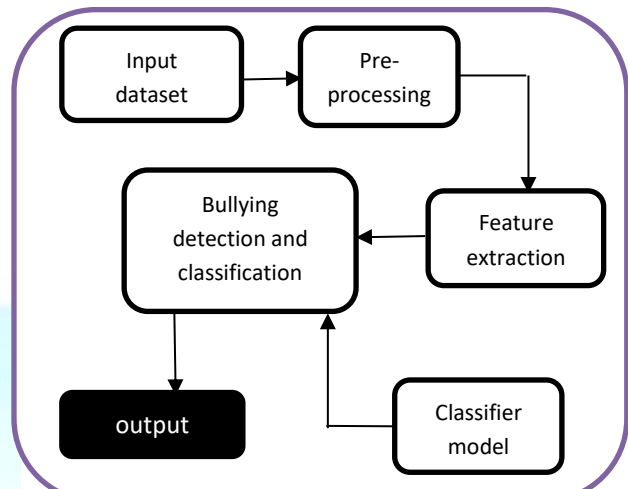 Input
dataset
Pre-
processing
Bullying
detection and
classification
Feature
extraction
output
Classifier
model